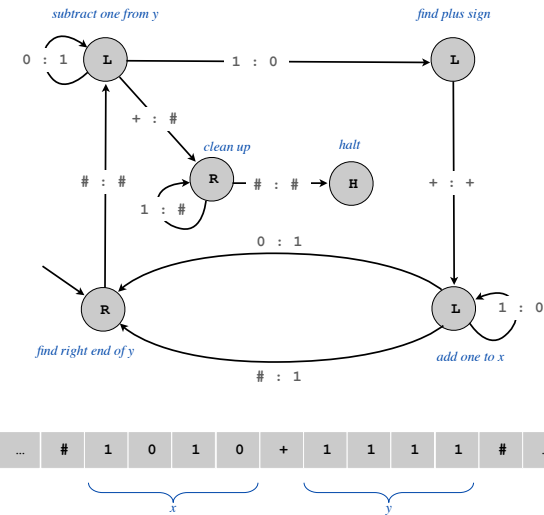 subtract one from y
find plus sign
0 : 1
L
1 : 0
L
+ : #
clean up
halt
# : #
R
# : #
H
+ : +
1 : #
0 : 1
R
L
1 : 0
find right end of y
add one to x
# : 1
... # 1 0 1 0 + 1 1 1 1 # .
x
y